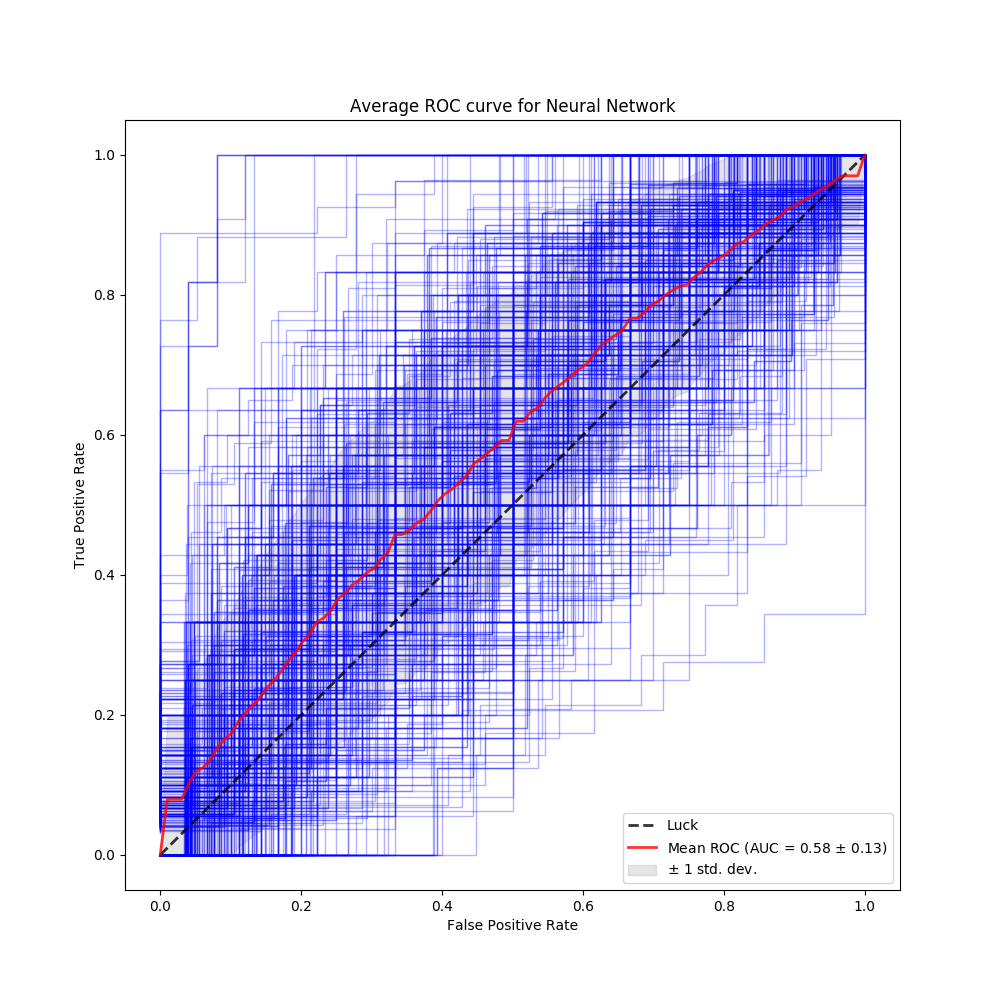 Average ROC curve for Neural Network
True Positive Rate
1.0
0.8
0.6
0.4
0.2
0.0
0.0 0.2 0.4 0.6 0.8 1.0
False Positive Rate
Luck
Mean ROC (AUC = 0.58 ± 0.13)
± 1 std. dev.